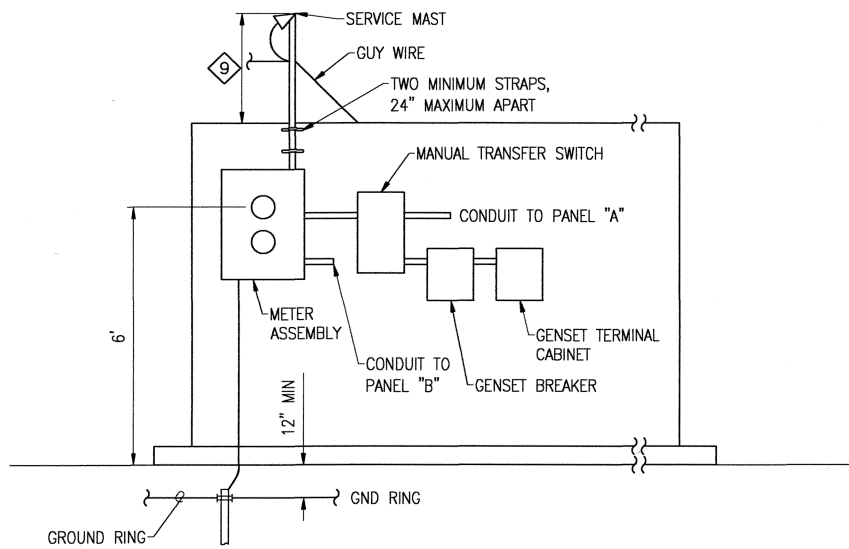 SERVICE MAST
9
GUY WIRE
TWO MINIMUM STRAPS,
24" MAXIMUM APART
MANUAL TRANSFER SWITCH
CONDUIT TO PANEL "A"
METER
ASSEMBLY
6'
GENSET TERMINAL
CABINET
CONDUIT TO
PANEL "B"
GENSET BREAKER
12" MIN
GND RING
GROUND RING